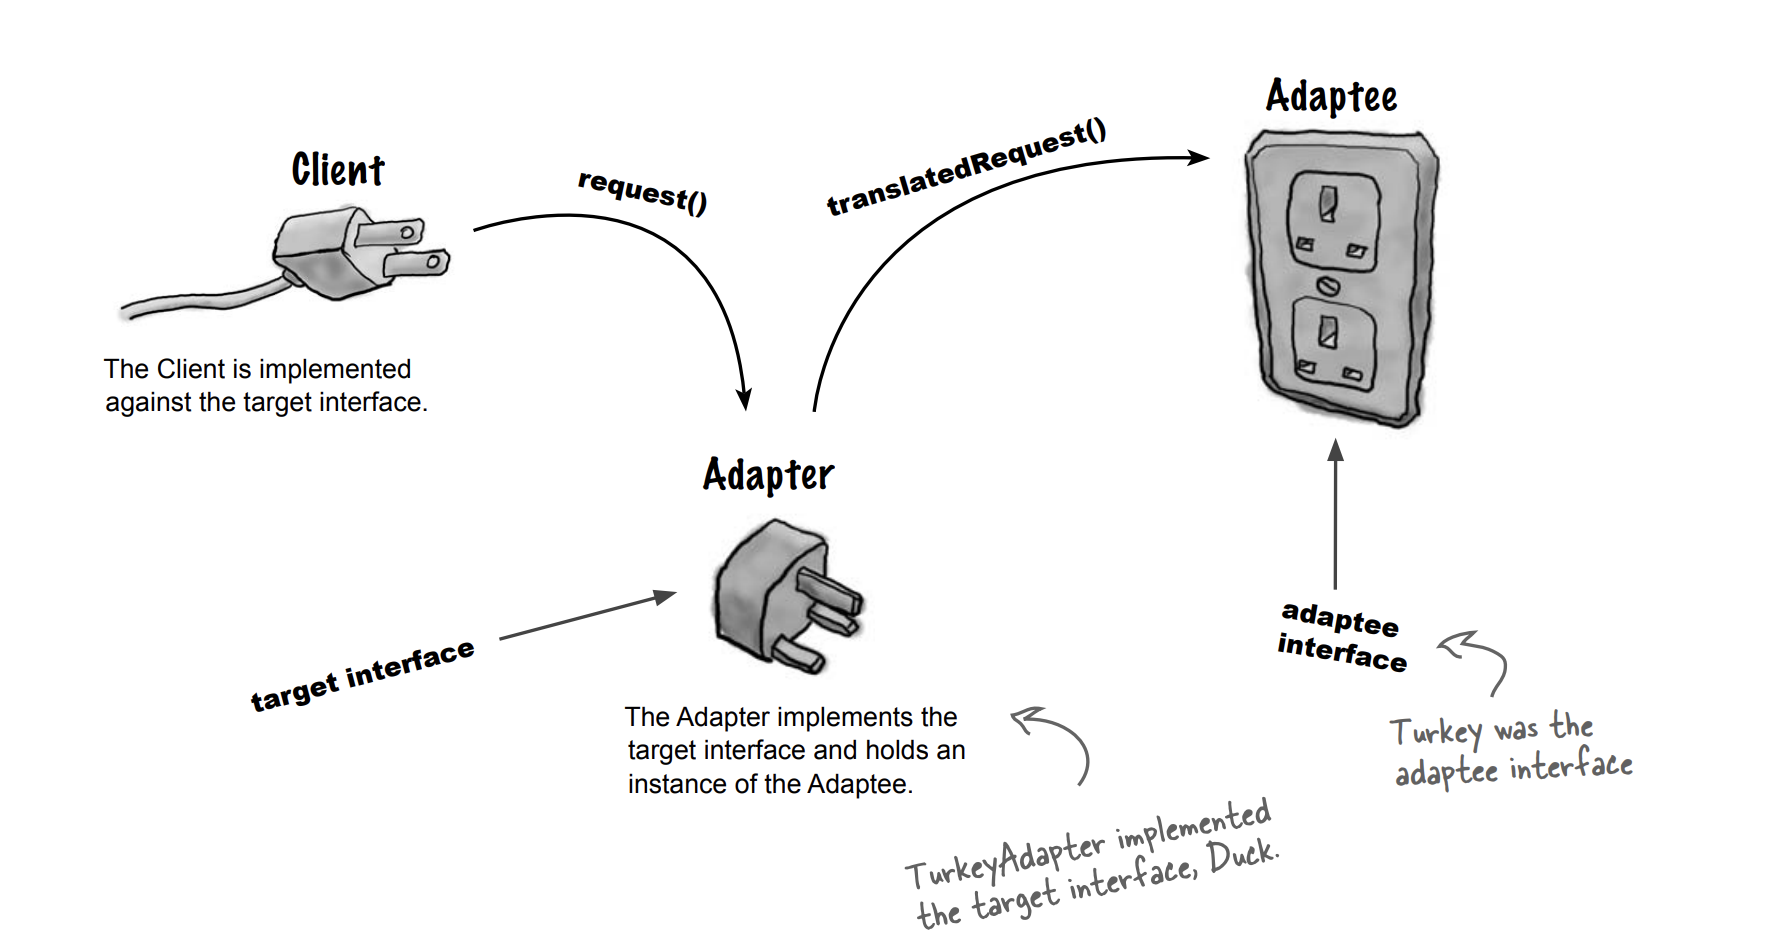 Adaptee
Client
request()
translatedRequest()
The Client is implemented
against the target interface.
Adapter
target interface
adaptee
interface
The Adapter implements the
target interface and holds an
instance of the Adaptee.
Turkey was the
adaptee interface
TurkeyAdapter implemented
the target interface, Duck.